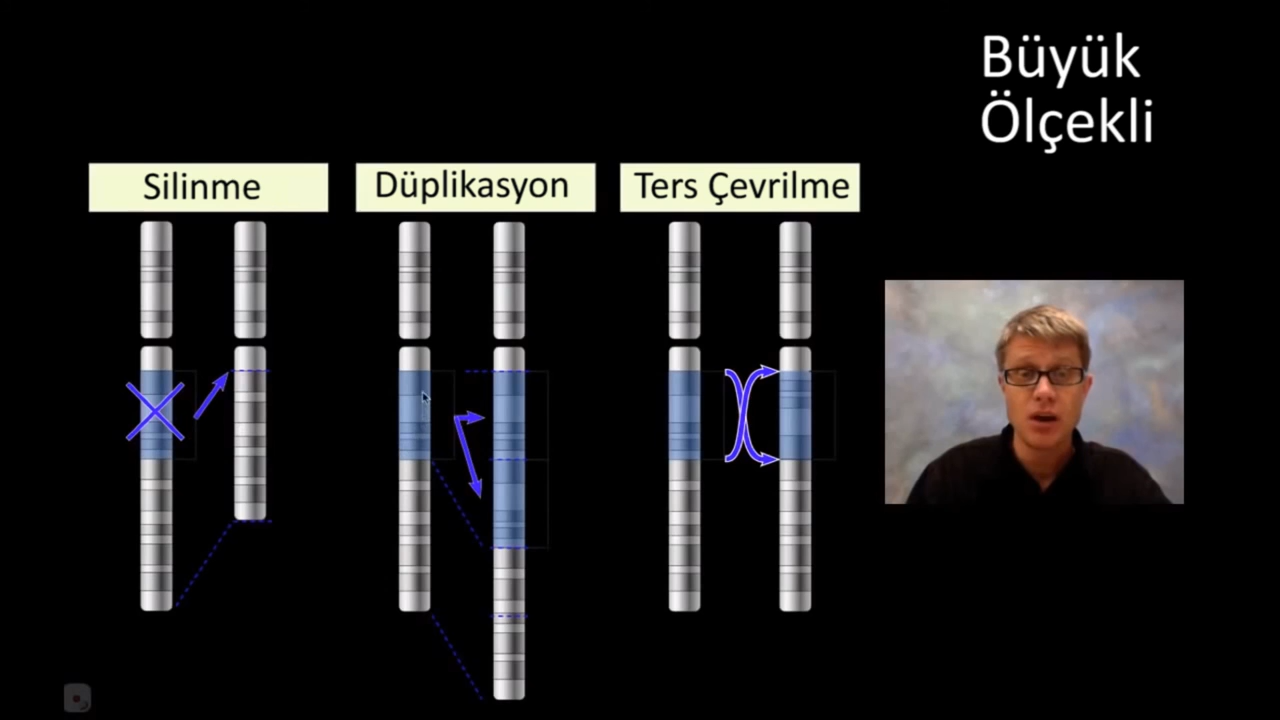 Büyük
Ölçekli
Silinme
Düplikasyon
Ters Çevrilme